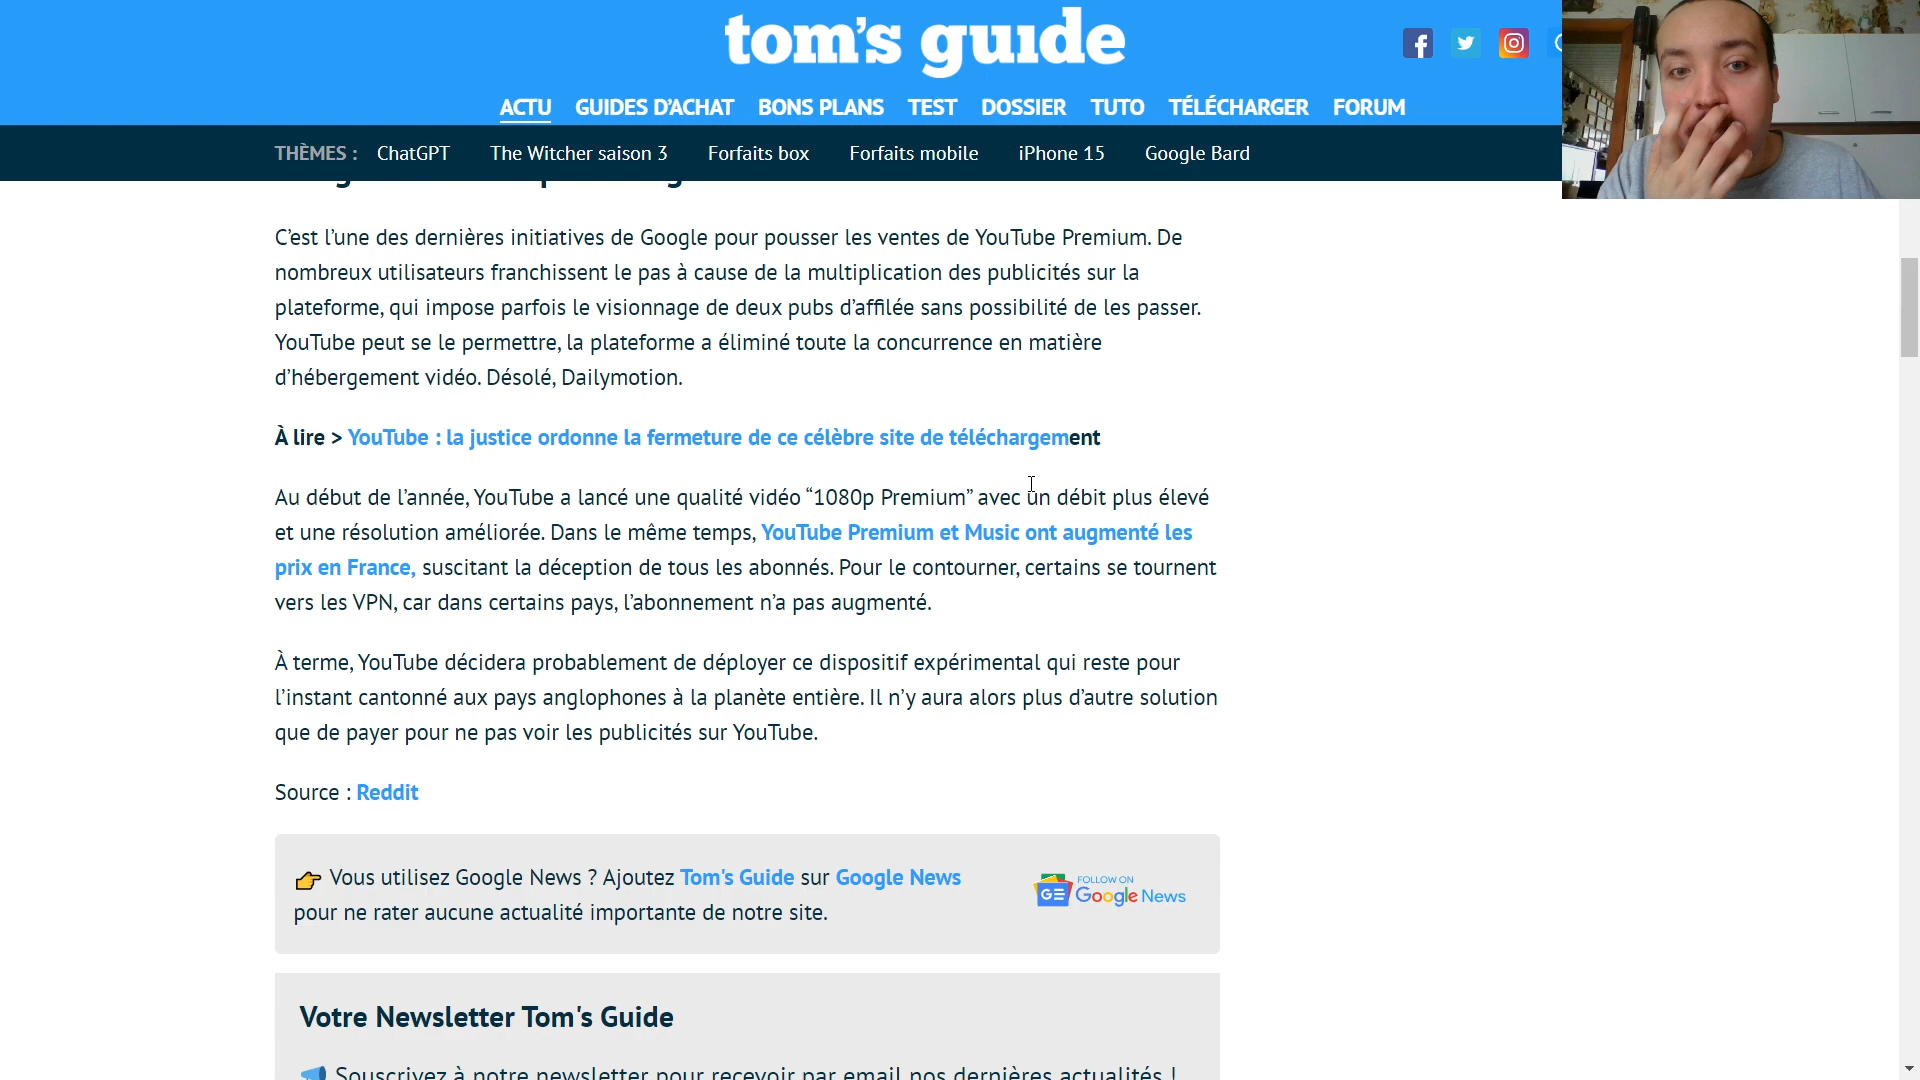 tom's guide
ACTU GUIDES D'ACHAT BONS PLANS TEST DOSSIER TUTO TÉLÉCHARGER FORUM
THÈMES : ChatGPT The Witcher saison 3 Forfaits box Forfaits mobile iPhone 15 Google Bard
C'est l'une des dernières initiatives de Google pour pousser les ventes de YouTube Premium. De
nombreux utilisateurs franchissent le pas à cause de la multiplication des publicités sur la
plateforme, qui impose parfois le visionnage de deux pubs d'affilée sans possibilité de les passer.
YouTube peut se le permettre, la plateforme a éliminé toute la concurrence en matière
d'hébergement vidéo. Désolé, Dailymotion.
À lire > YouTube : la justice ordonne la fermeture de ce célèbre site de téléchargement
Au début de l'année, YouTube a lancé une qualité vidéo “1080p Premium” avec un débit plus élevé
et une résolution améliorée. Dans le même temps, YouTube Premium et Music ont augmenté les
prix en France, suscitant la déception de tous les abonnés. Pour le contourner, certains se tournent
vers les VPN, car dans certains pays, l'abonnement n'a pas augmenté.
À terme, YouTube décidera probablement de déployer ce dispositif expérimental qui reste pour
l'instant cantonné aux pays anglophones à la planète entière. Il n'y aura alors plus d'autre solution
que de payer pour ne pas voir les publicités sur YouTube.
Source : Reddit
👉 Vous utilisez Google News ? Ajoutez Tom's Guide sur Google News
pour ne rater aucune actualité importante de notre site.
FOLLOW ON
Google News
Votre Newsletter Tom's Guide
Souscrivez à notre newsletter pour recevoir par email nos dernières actualités !